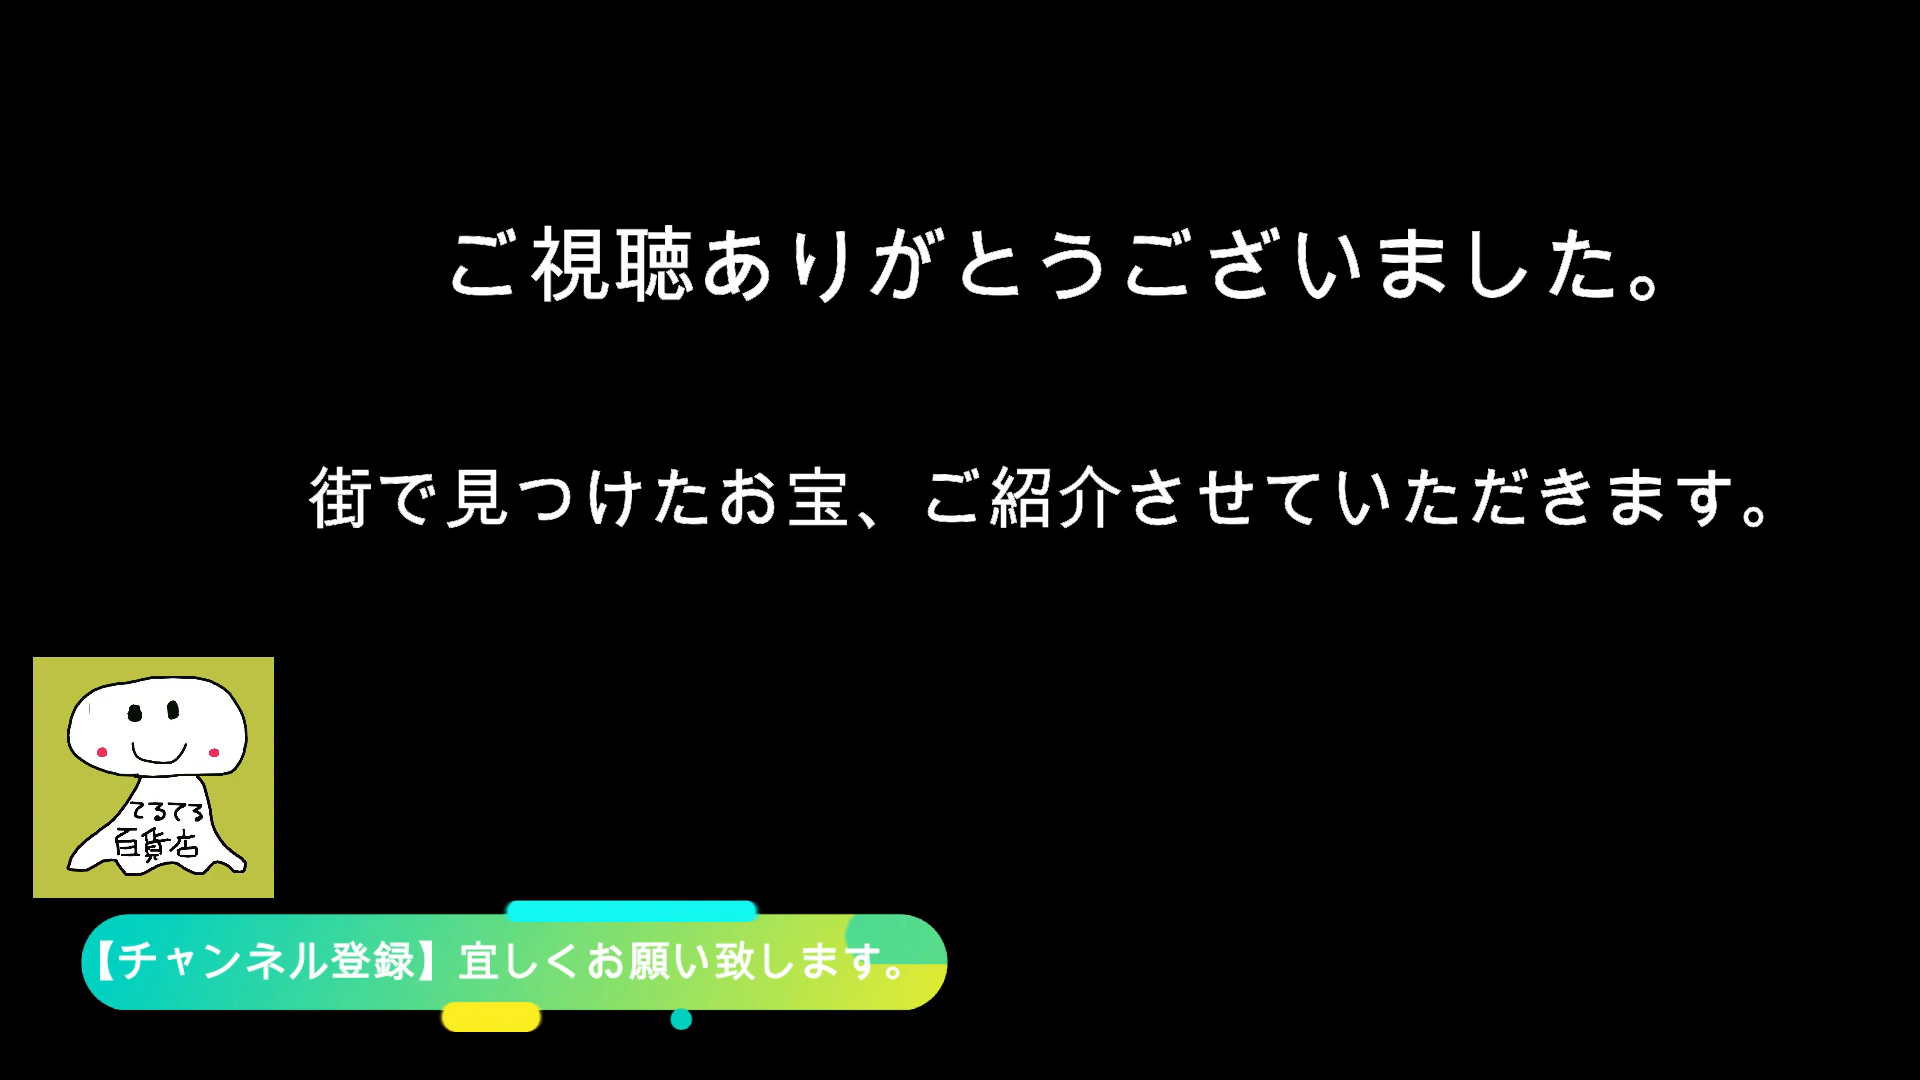 ご視聴ありがとうございました。
街で見つけたお宝、ご紹介させていただきます。
てるてる
百貨店
【チャンネル登録】宜しくお願い致します。